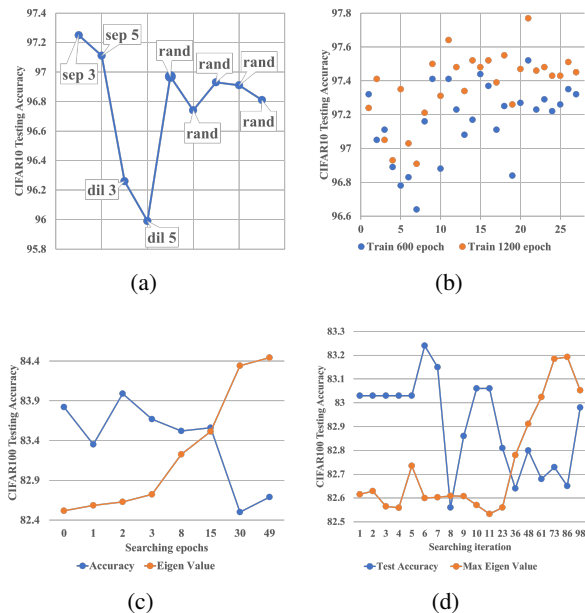 97.4
97.2
97
96.8
96.6
96.4
96.2
96
95.8
CIFAR10 Testing Accuracy
sep 3
sep 5
dil 3
dil 5
rand
rand
rand
rand
rand
(a)
97.8
97.6
97.4
97.2
97
96.8
96.6
CIFAR10 Testing Accuracy
0 5 10 15 20 25
Train 600 epoch Train 1200 epoch
(b)
84.4
83.9
83.4
82.9
82.4
CIFAR100 Testing Accuracy
0 1 2 3 8 15 30 49
Searching epochs
Accuracy Eigen Value
(c)
83.3
83.2
83.1
83
82.9
82.8
82.7
82.6
82.5
CIFAR100 Testing Accuracy
1 2 3 4 5 6 7 8 9 10 11 23 36 48 61 73 86 98
Searching iteration
Test Accuracy Max Eigen Value
(d)